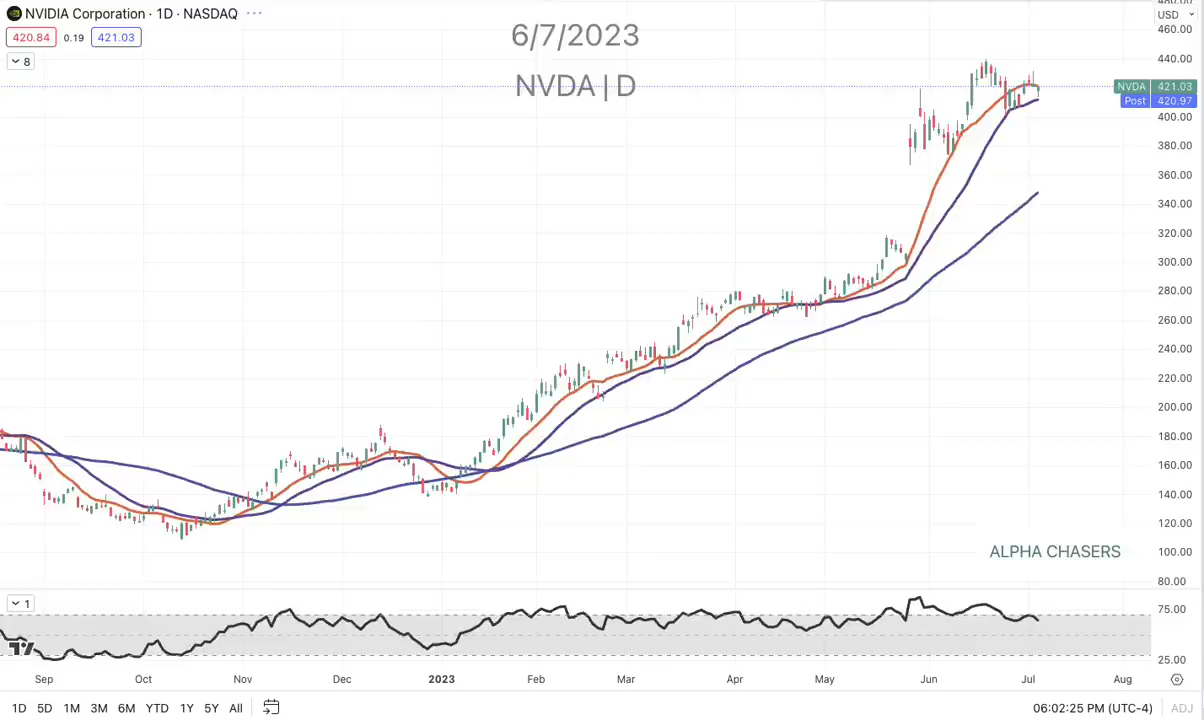 NVIDIA Corporation · 1D · NASDAQ ···
420.84 0.19 421.03
8
6/7/2023
NVDA | D
USD
460.00
440.00
NVDA 421.03
Post 420.97
400.00
380.00
360.00
340.00
320.00
300.00
280.00
260.00
240.00
220.00
200.00
180.00
160.00
140.00
120.00
100.00
80.00
ALPHA CHASERS
1
75.00
25.00
Sep Oct Nov Dec 2023 Feb Mar Apr May Jun Jul Aug
1D 5D 1M 3M 6M YTD 1Y 5Y All
06:02:25 PM (UTC-4) ADJ